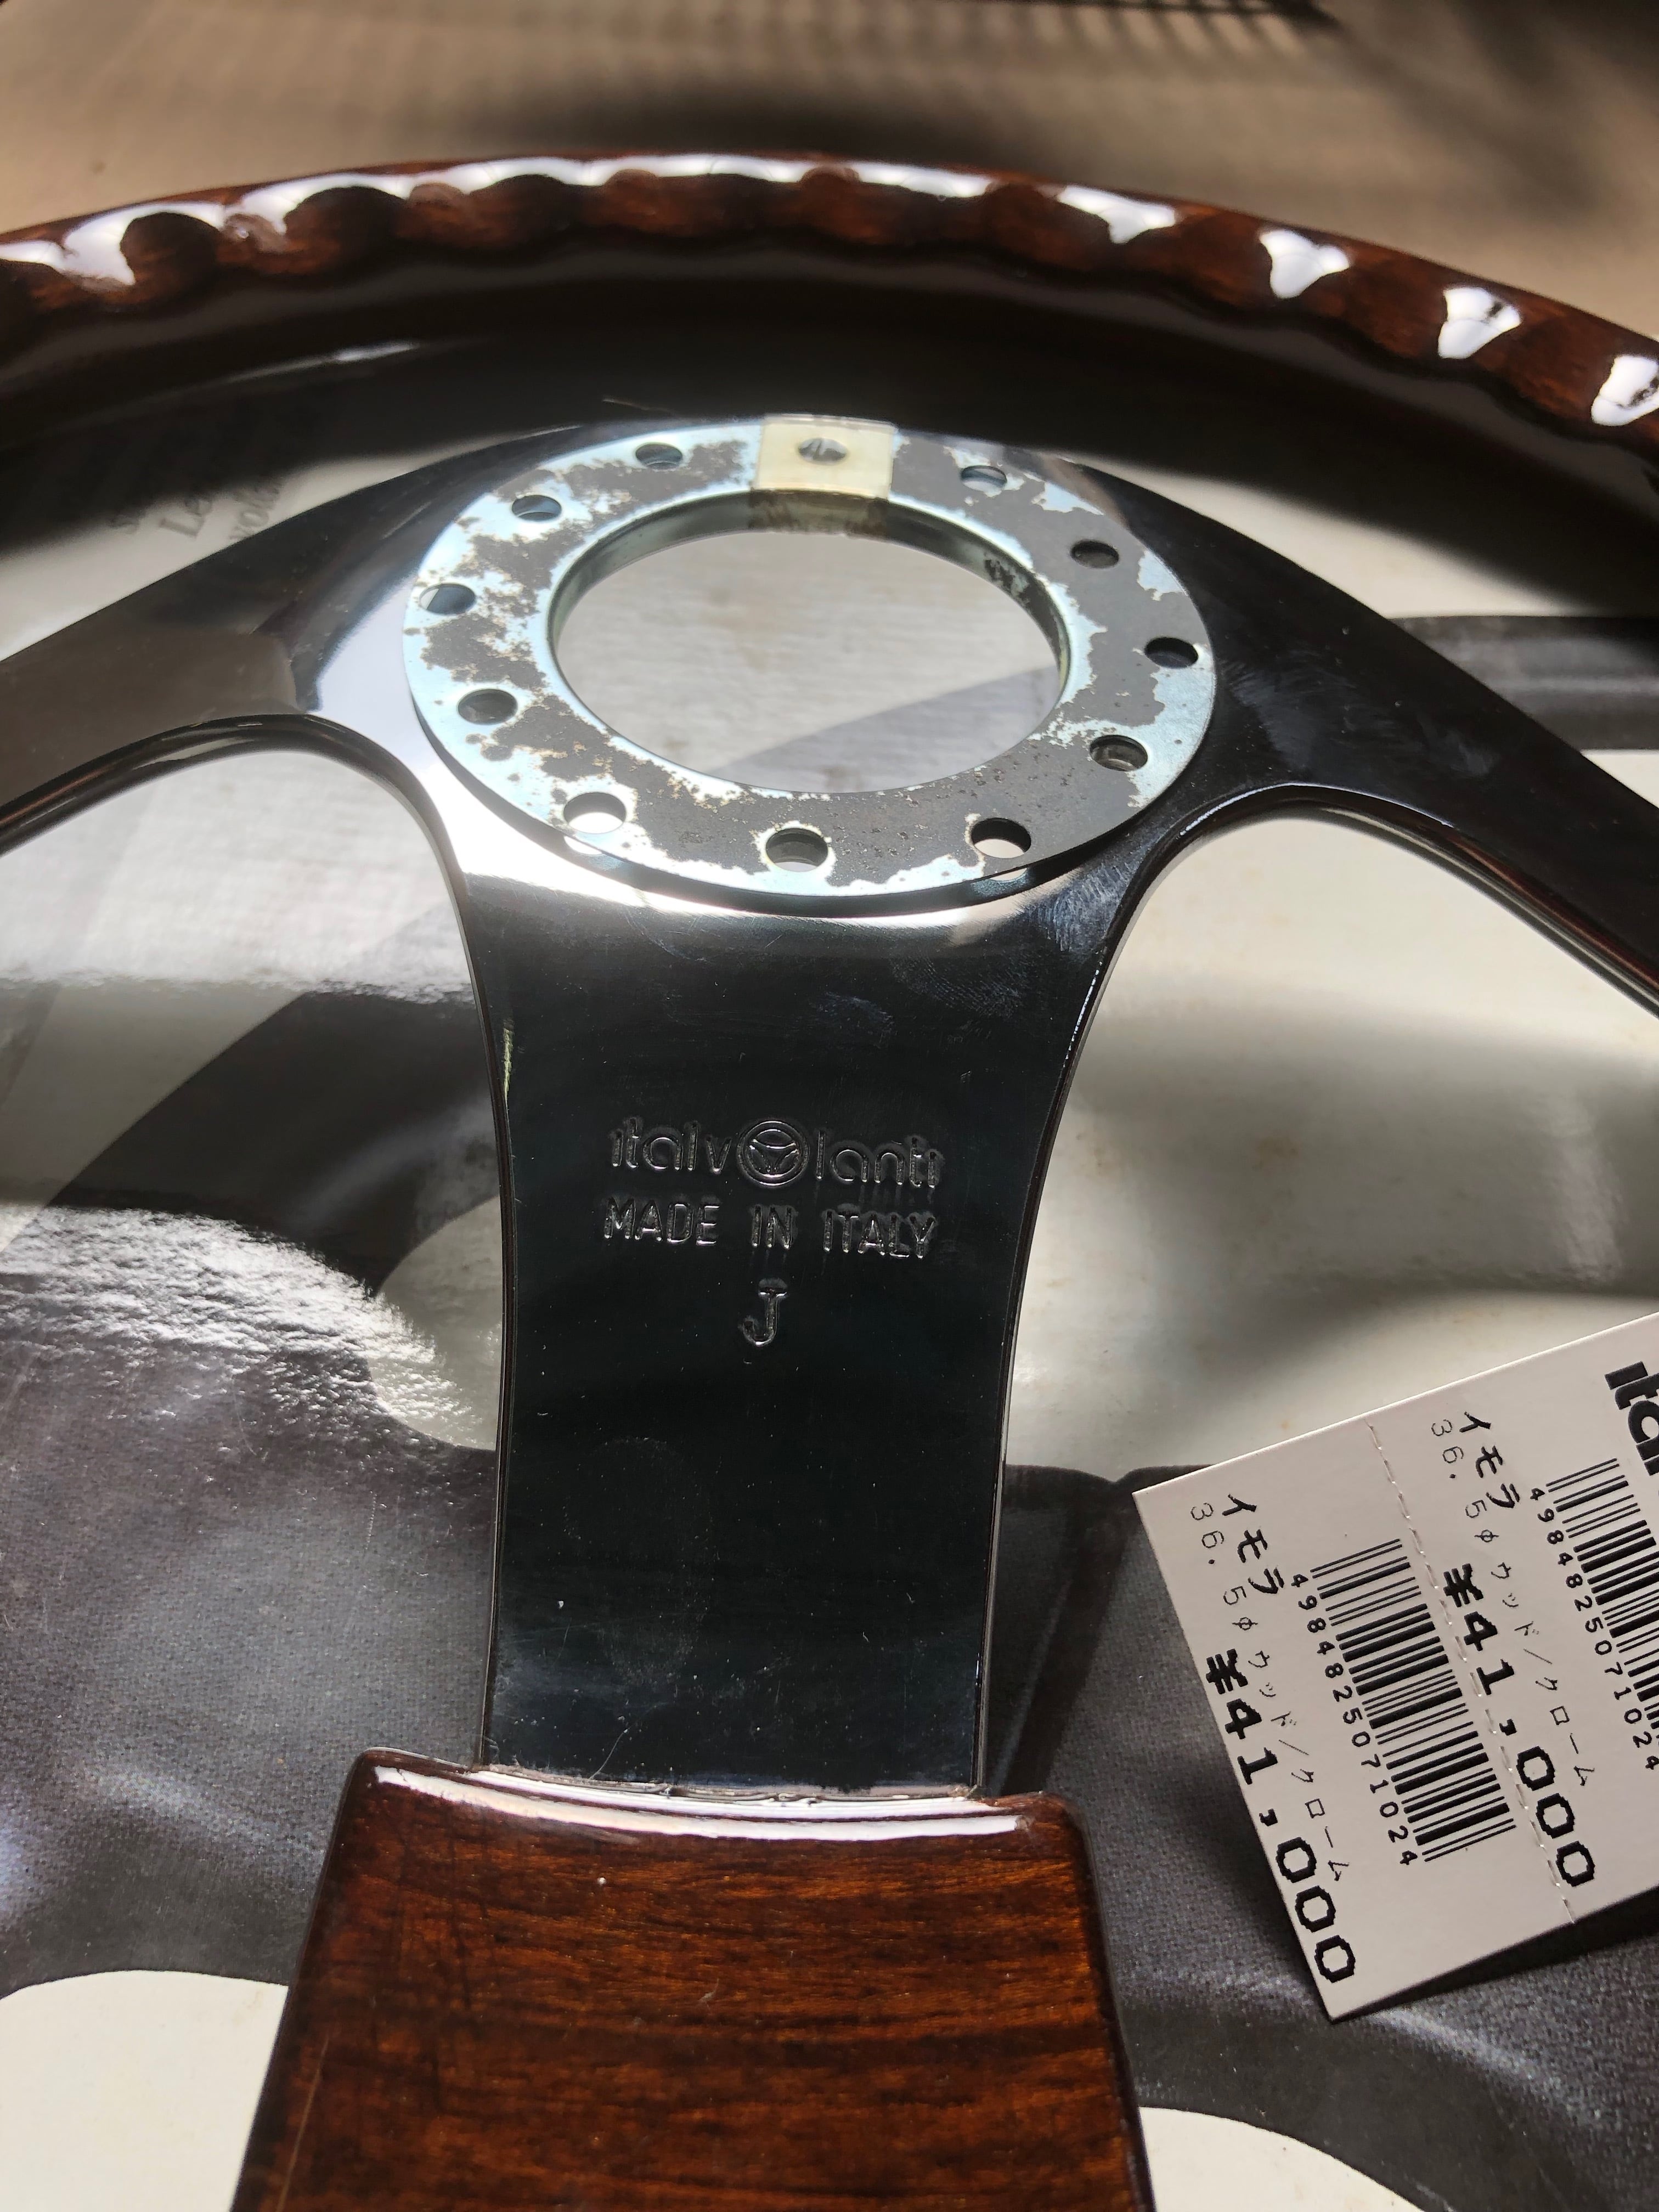 italvolanti
MADE IN ITALY
J
ital
4984825071024
イモラ
36.5φ ウッド/クローム
¥41,000
4984825071024
イモラ
36.5φ ウッド/クローム
¥41,000